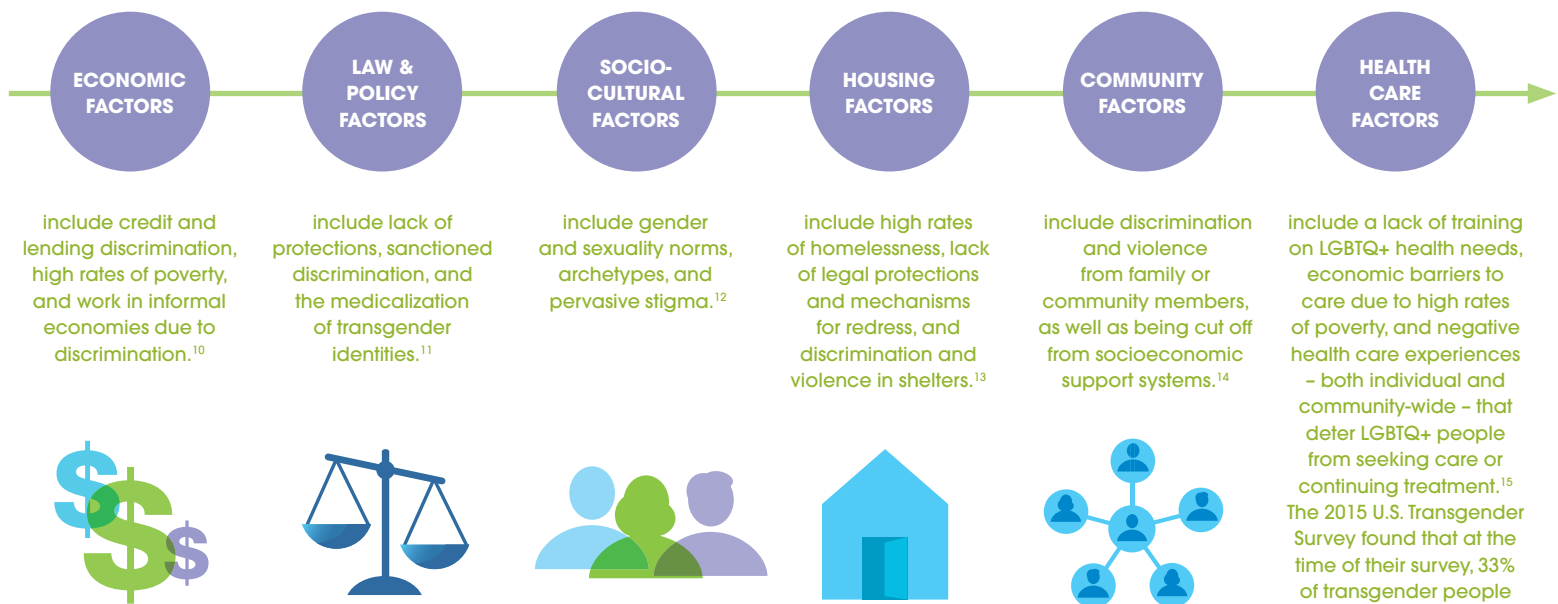 ECONOMIC
FACTORS
include credit and
lending discrimination,
high rates of poverty,
and work in informal
economies due to
discrimination.10
LAW &
POLICY
FACTORS
include lack of
protections, sanctioned
discrimination, and
the medicalization
of transgender
identities.11
SOCIO-
CULTURAL
FACTORS
include gender
and sexuality norms,
archetypes, and
pervasive stigma.12
HOUSING
FACTORS
include high rates
of homelessness, lack
of legal protections
and mechanisms
for redress, and
discrimination and
violence in shelters.13
COMMUNITY
FACTORS
include discrimination
and violence
from family or
community members,
as well as being cut off
from socioeconomic
support systems.14
HEALTH
CARE
FACTORS
include a lack of training
on LGBTQ+ health needs,
economic barriers to
care due to high rates
of poverty, and negative
health care experiences
– both individual and
community-wide – that
deter LGBTQ+ people
from seeking care or
continuing treatment.15
The 2015 U.S. Transgender
Survey found that at the
time of their survey, 33%
of transgender people
$
$
$